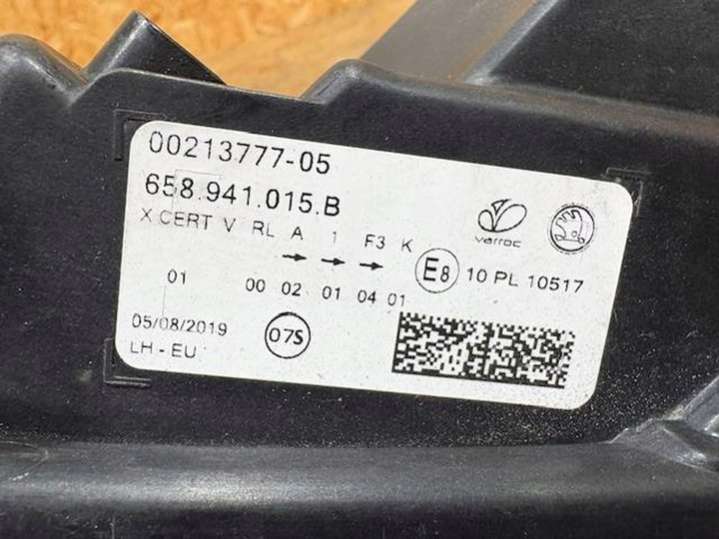 00213777-05
658.941.015.B
X CERT V RL A 1 F3 K
01 00 02 01 04 01
varroc
E8 10 PL 10517
05/08/2019
07S
LH - EU